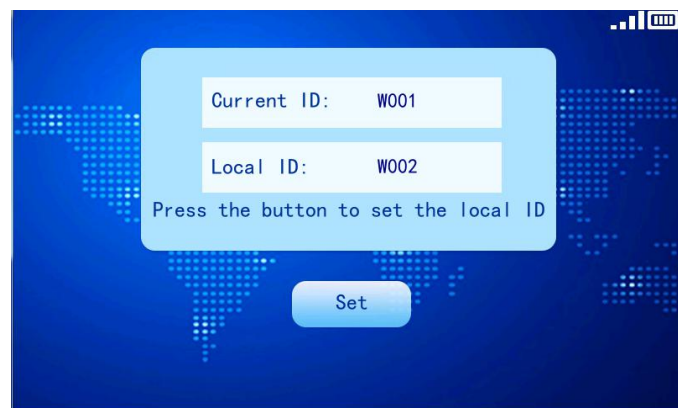 Current ID: W001
Local ID: W002
Press the button to set the local ID
Set